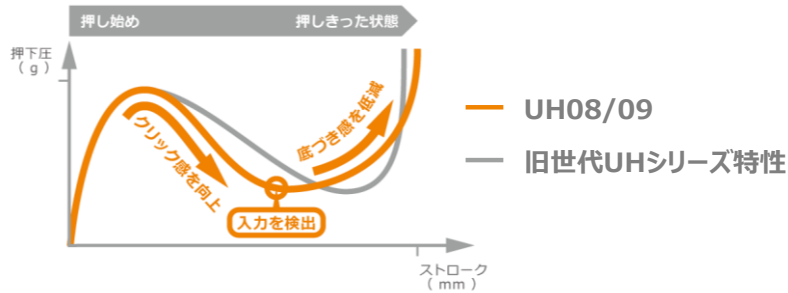 押し始め
押しきった状態
押下圧
( g )
クリック感を向上
底づき感を低減
入力を検出
ストローク
( mm )
UH08/09
旧世代UHシリーズ特性